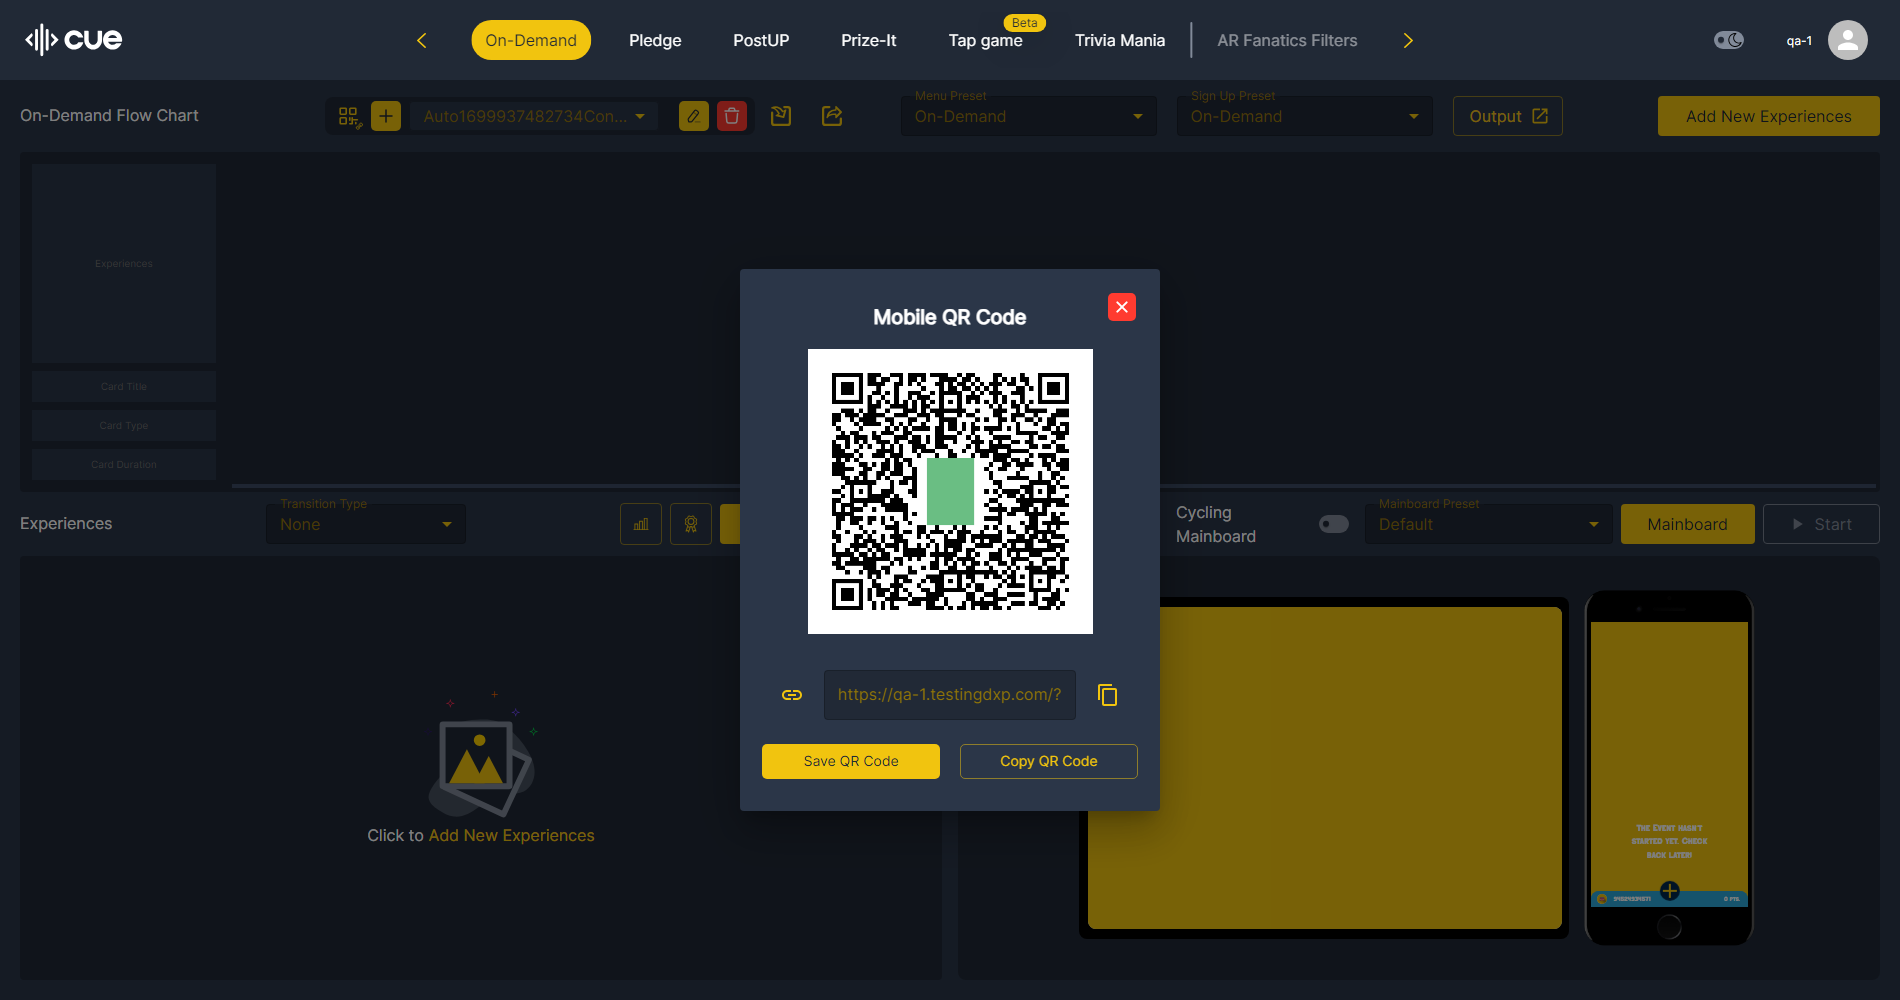 cue
On-Demand
Pledge
PostUP
Prize-It
Tap game
Beta
Trivia Mania
AR Fanatics Filters
qa-1
On-Demand Flow Chart
Auto1699937482734Con...
Menu Preset
On-Demand
Sign Up Preset
On-Demand
Output
Add New Experiences
Experiences
Card Title
Card Type
Card Duration
Mobile QR Code
https://qa-1.testingdxp.com/?
Save QR Code
Copy QR Code
Experiences
Transition Type
None
Cycling
Mainboard
Mainboard Preset
Default
Mainboard
Start
Click to Add New Experiences
The Event hasn't
started yet. Check
back later!
0 Pts.